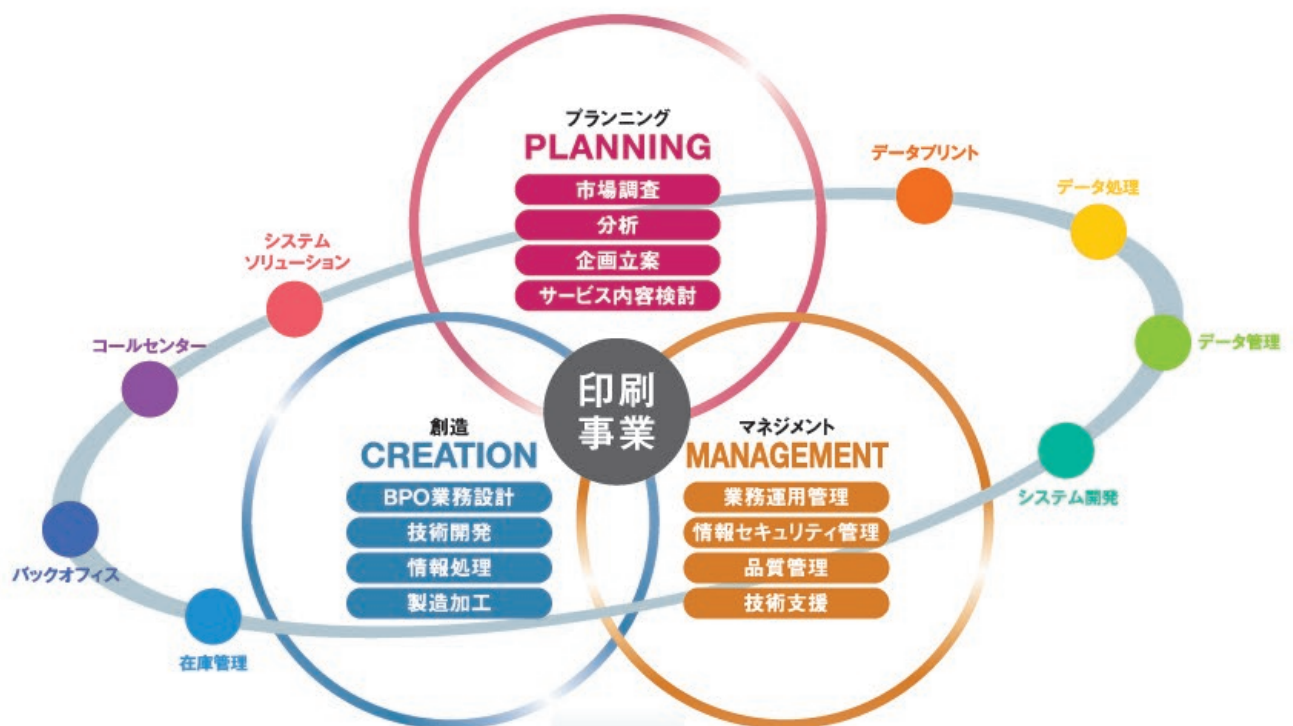 プランニング
PLANNING
市場調査
分析
企画立案
サービス内容検討
データプリント
データ処理
システム
ソリューション
データ管理
コールセンター
印刷
事業
創造
CREATION
BPO業務設計
技術開発
情報処理
製造加工
マネジメント
MANAGEMENT
業務運用管理
情報セキュリティ管理
品質管理
技術支援
システム開発
バックオフィス
在庫管理